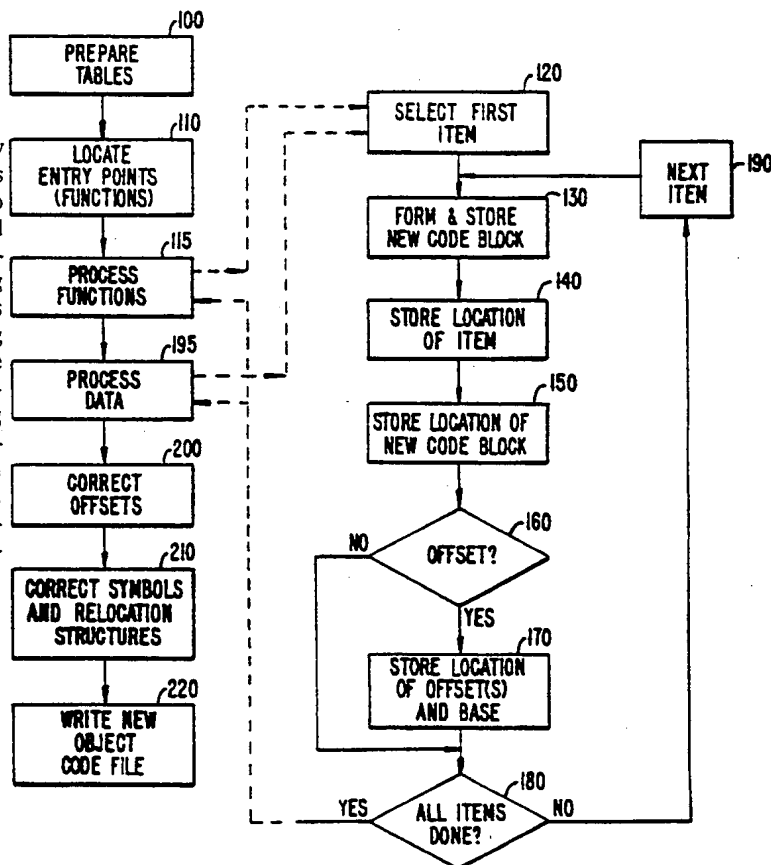 100
PREPARE
TABLES
110
LOCATE
ENTRY POINTS
(FUNCTIONS)
115
PROCESS
FUNCTIONS
195
PROCESS
DATA
200
CORRECT
OFFSETS
210
CORRECT SYMBOLS
AND RELOCATION
STRUCTURES
220
WRITE NEW
OBJECT
CODE FILE
120
SELECT FIRST
ITEM
130
FORM & STORE
NEW CODE BLOCK
140
STORE LOCATION
OF ITEM
150
STORE LOCATION OF
NEW CODE BLOCK
160
OFFSET?
NO
YES
170
STORE LOCATION
OF OFFSET(S)
AND BASE
180
ALL ITEMS
DONE?
YES
NO
NEXT
ITEM
190